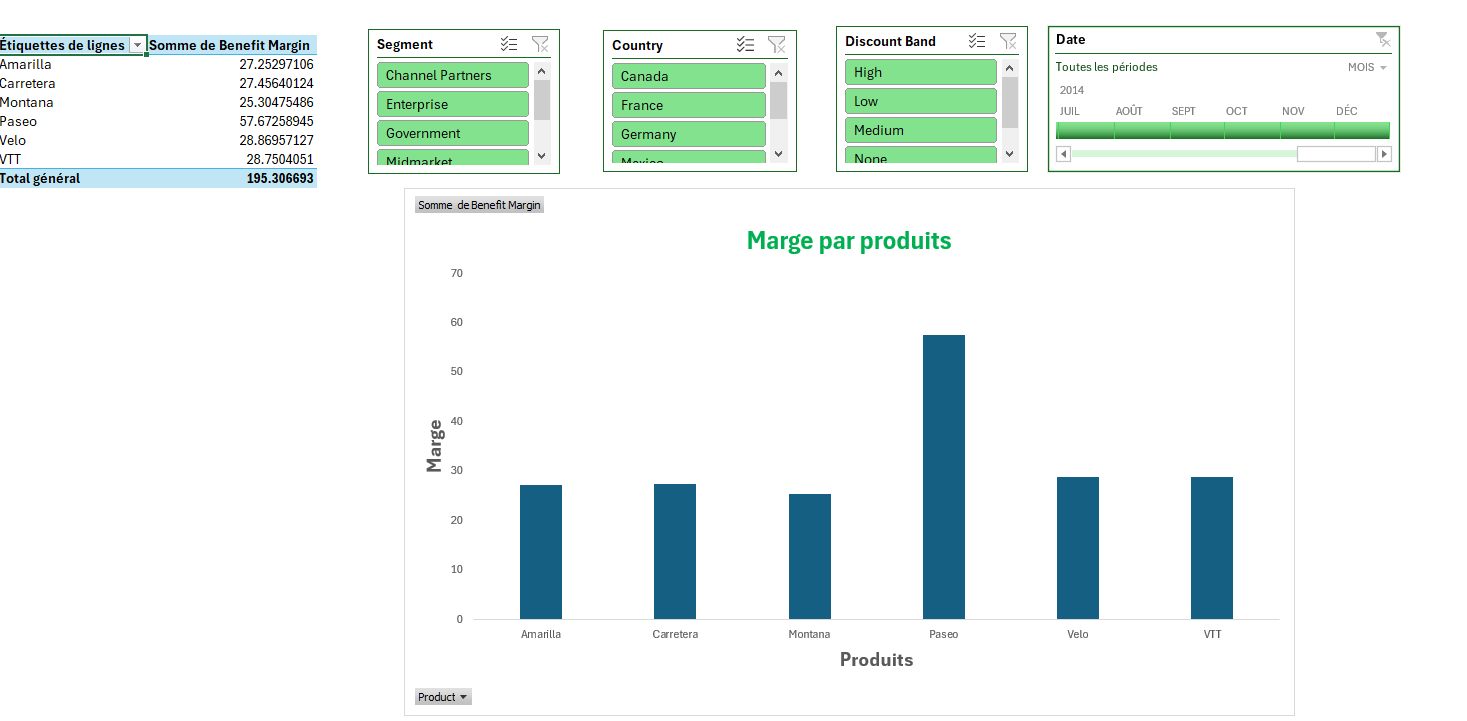 Étiquettes de lignes Somme de Benefit Margin
Amarilla 27.25297106
Carretera 27.45640124
Montana 25.30475486
Paseo 57.67258945
Velo 28.86957127
VTT 28.7504051
Total général 195.306693
Segment
Channel Partners
Enterprise
Government
Midmarket
Country
Canada
France
Germany
Mexico
Discount Band
High
Low
Medium
None
Date
Toutes les périodes MOIS
2014
JUIL AOÛT SEPT OCT NOV DÉC
Somme de Benefit Margin
Marge par produits
70
60
50
40
30
20
10
0
Marge
Amarilla Carretera Montana Paseo Velo VTT
Produits
Product